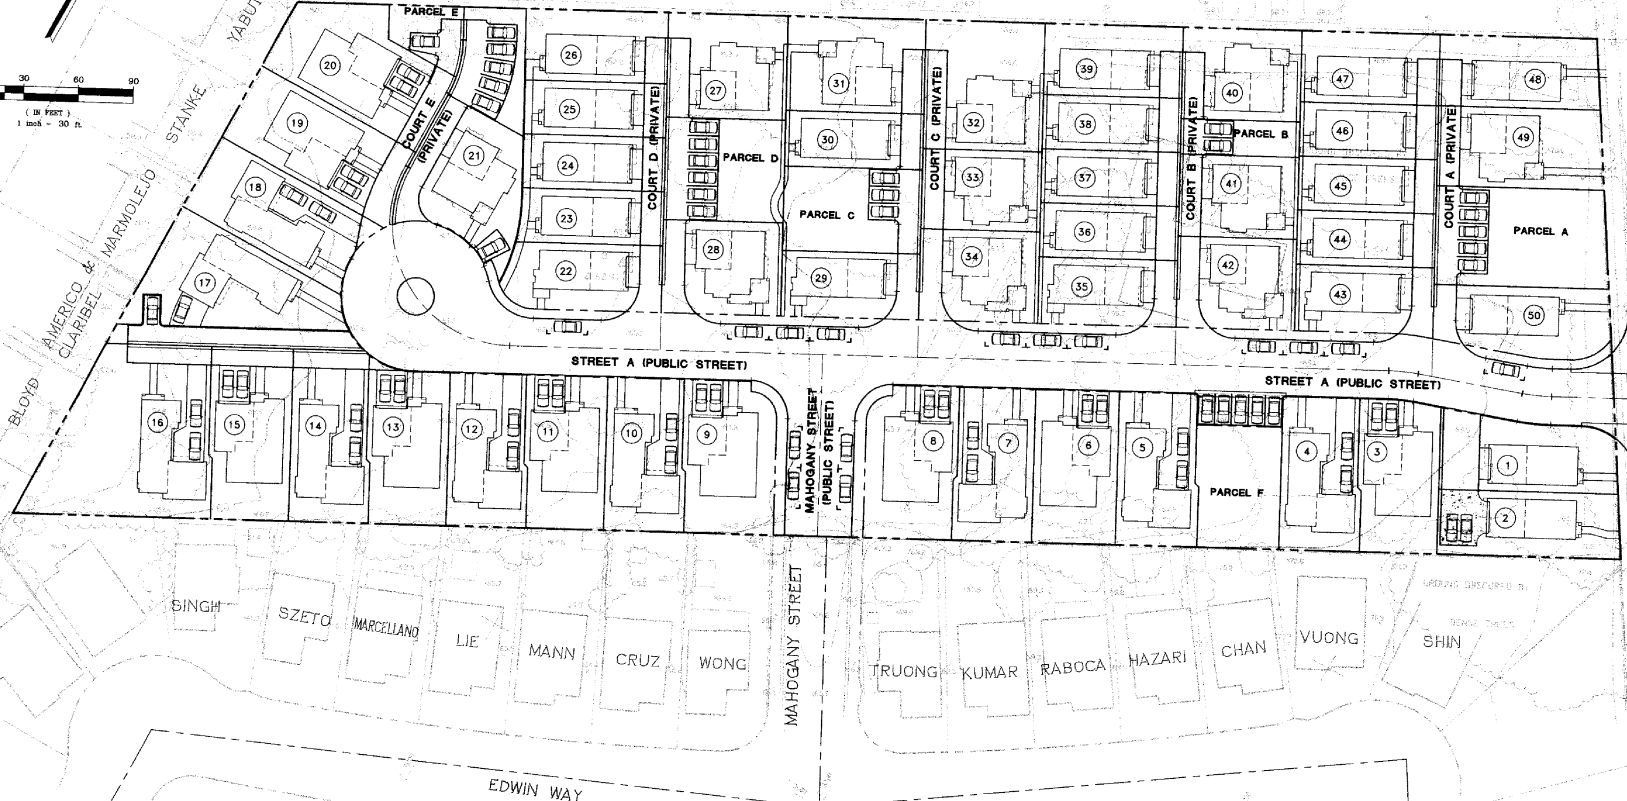 PARCEL E
YABUT
30 60 90
( IN FEET )
1 inch - 30 ft.
STANKE
MARMOLEJO
AMERICO &
CLARIBEL
BLOYD
20
19
18
17
21
COURT E
(PRIVATE)
26
25
24
23
22
COURT D (PRIVATE)
27
PARCEL D
28
31
30
PARCEL C
29
COURT C (PRIVATE)
32
33
34
39
38
37
36
35
COURT B (PRIVATE)
40
PARCEL B
41
42
47
46
45
44
43
COURT A (PRIVATE)
48
49
PARCEL A
50
STREET A (PUBLIC STREET)
STREET A (PUBLIC STREET)
16
15
14
13
12
11
10
9
MAHOGANY STREET
(PUBLIC STREET)
8
7
6
5
PARCEL F
4
3
1
2
SINGH
SZETO
MARCELLANO
LIE
MANN
CRUZ
WONG
MAHOGANY STREET
TRUONG
KUMAR
RABOCA
HAZARI
CHAN
VUONG
SHIN
EDWIN WAY